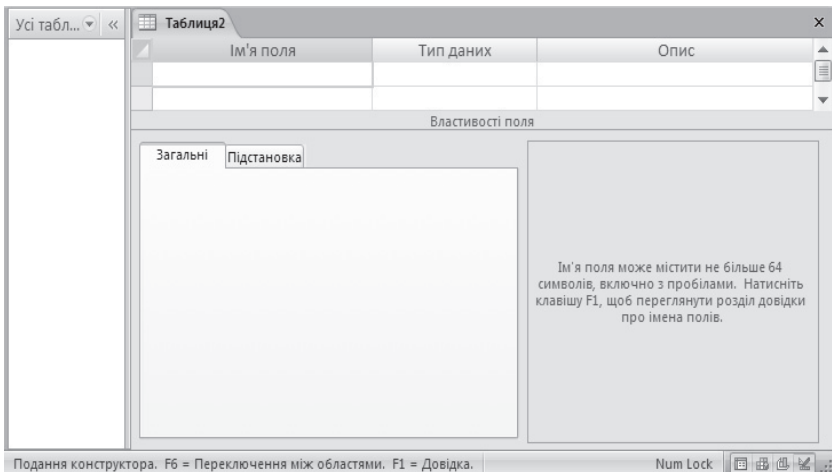 Усі табл... «
Таблиця2 x
Ім'я поля Тип даних Опис
Властивості поля
Загальні Підстановка
Ім'я поля може містити не більше 64
символів, включно з пробілами. Натисніть
клавішу F1, щоб переглянути розділ довідки
про імена полів.
Подання конструктора. F6 = Переключення між областями. F1 = Довідка. Num Lock